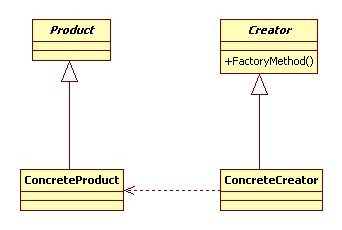 Product
Creator
+FactoryMethod()
ConcreteProduct
ConcreteCreator